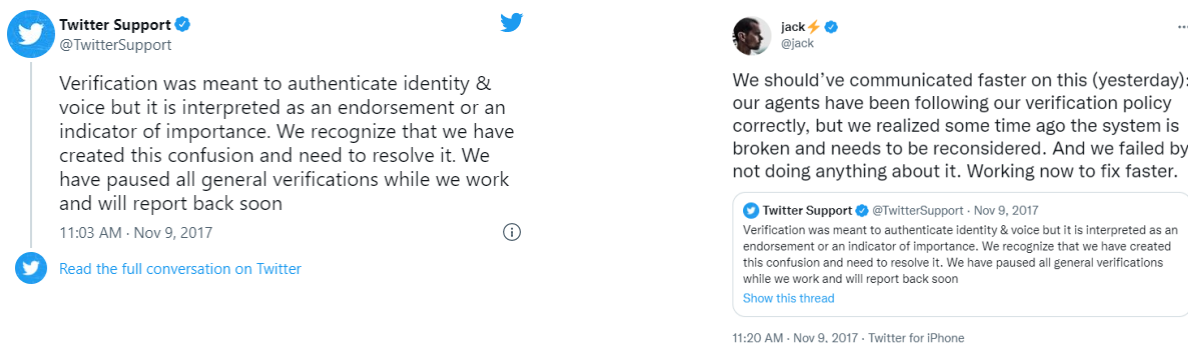 Twitter Support
@TwitterSupport
Verification was meant to authenticate identity &
voice but it is interpreted as an endorsement or an
indicator of importance. We recognize that we have
created this confusion and need to resolve it. We
have paused all general verifications while we work
and will report back soon
11:03 AM · Nov 9, 2017
Read the full conversation on Twitter
jack⚡
@jack
We should've communicated faster on this (yesterday):
our agents have been following our verification policy
correctly, but we realized some time ago the system is
broken and needs to be reconsidered. And we failed by
not doing anything about it. Working now to fix faster.
Twitter Support @TwitterSupport · Nov 9, 2017
Verification was meant to authenticate identity & voice but it is interpreted as an
endorsement or an indicator of importance. We recognize that we have created
this confusion and need to resolve it. We have paused all general verifications
while we work and will report back soon
Show this thread
11:20 AM · Nov 9, 2017 · Twitter for iPhone